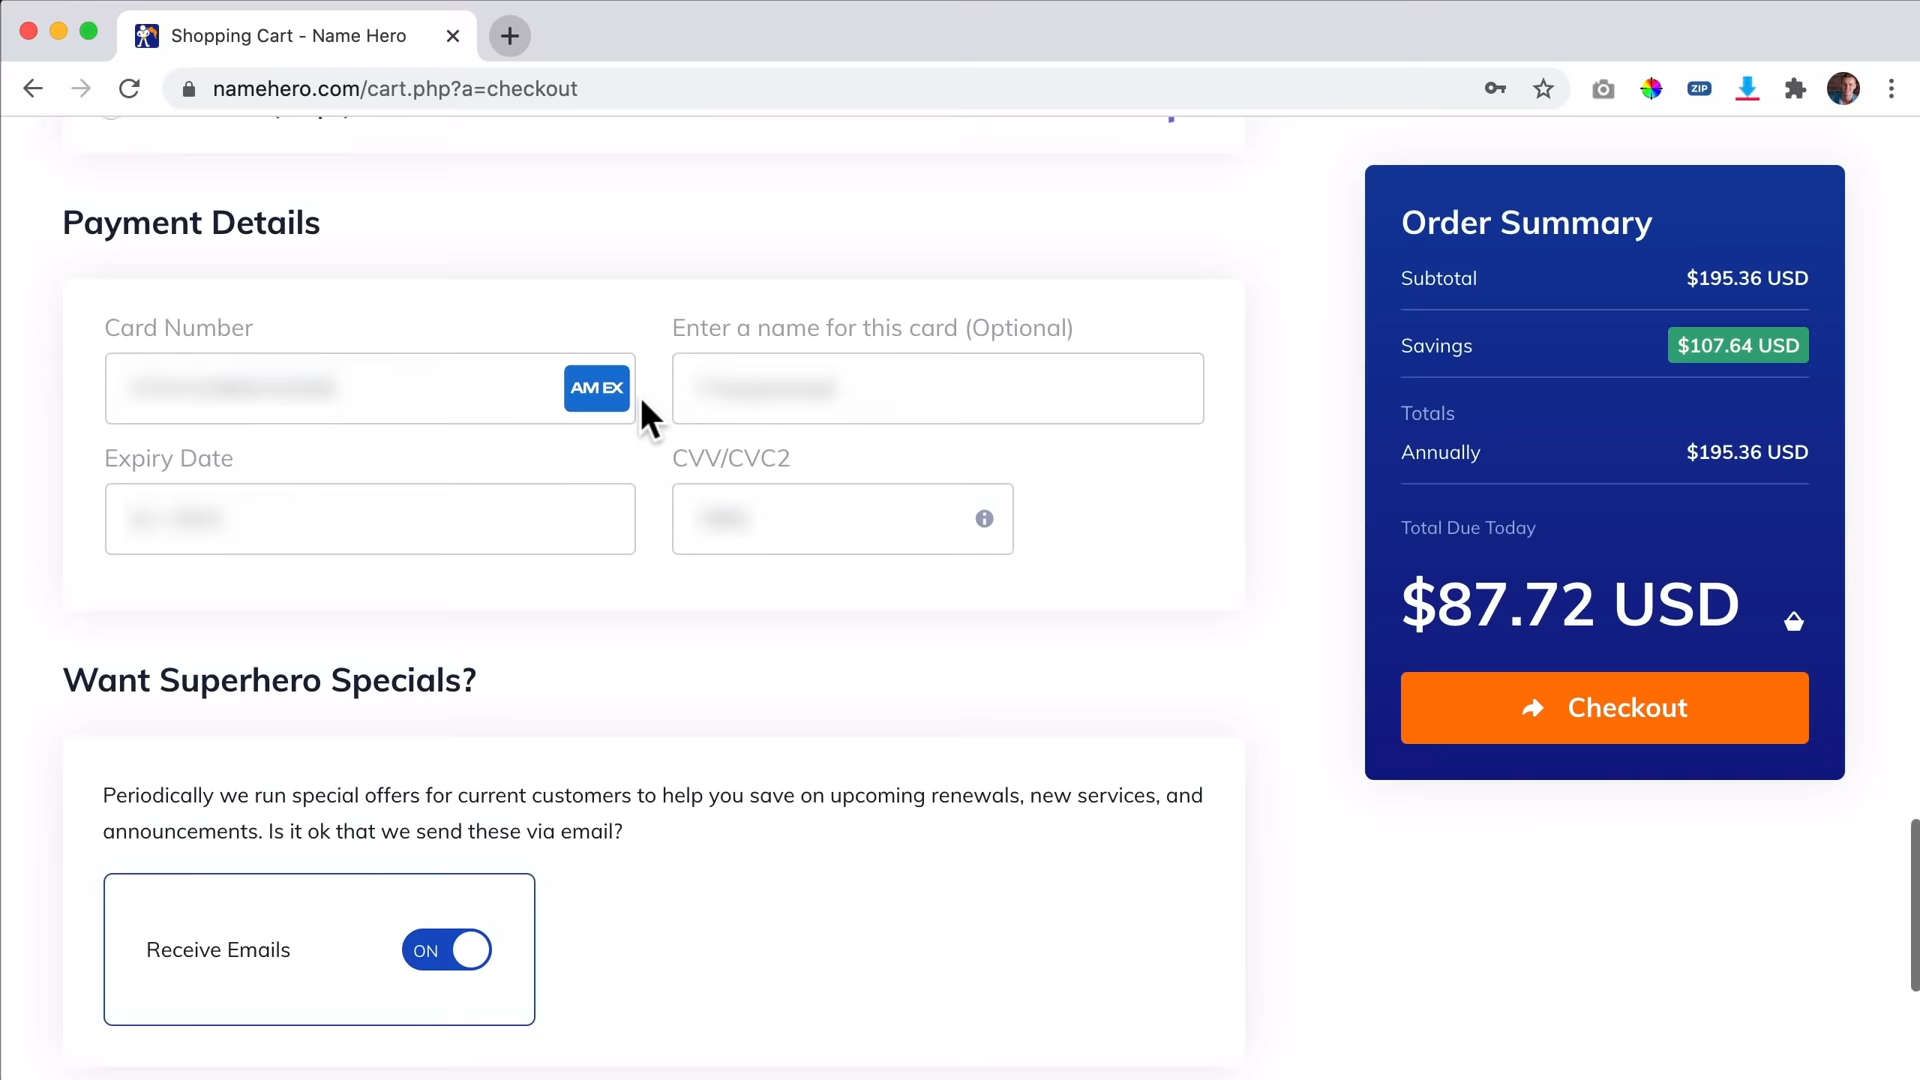 Shopping Cart - Name Hero
namehero.com/cart.php?a=checkout
ZIP
Payment Details
Card Number
Enter a name for this card (Optional)
AM EX
Expiry Date
CVV/CVC2
Want Superhero Specials?
Periodically we run special offers for current customers to help you save on upcoming renewals, new services, and
announcements. Is it ok that we send these via email?
Receive Emails
ON
Order Summary
Subtotal
$195.36 USD
Savings
$107.64 USD
Totals
Annually
$195.36 USD
Total Due Today
$87.72 USD
Checkout